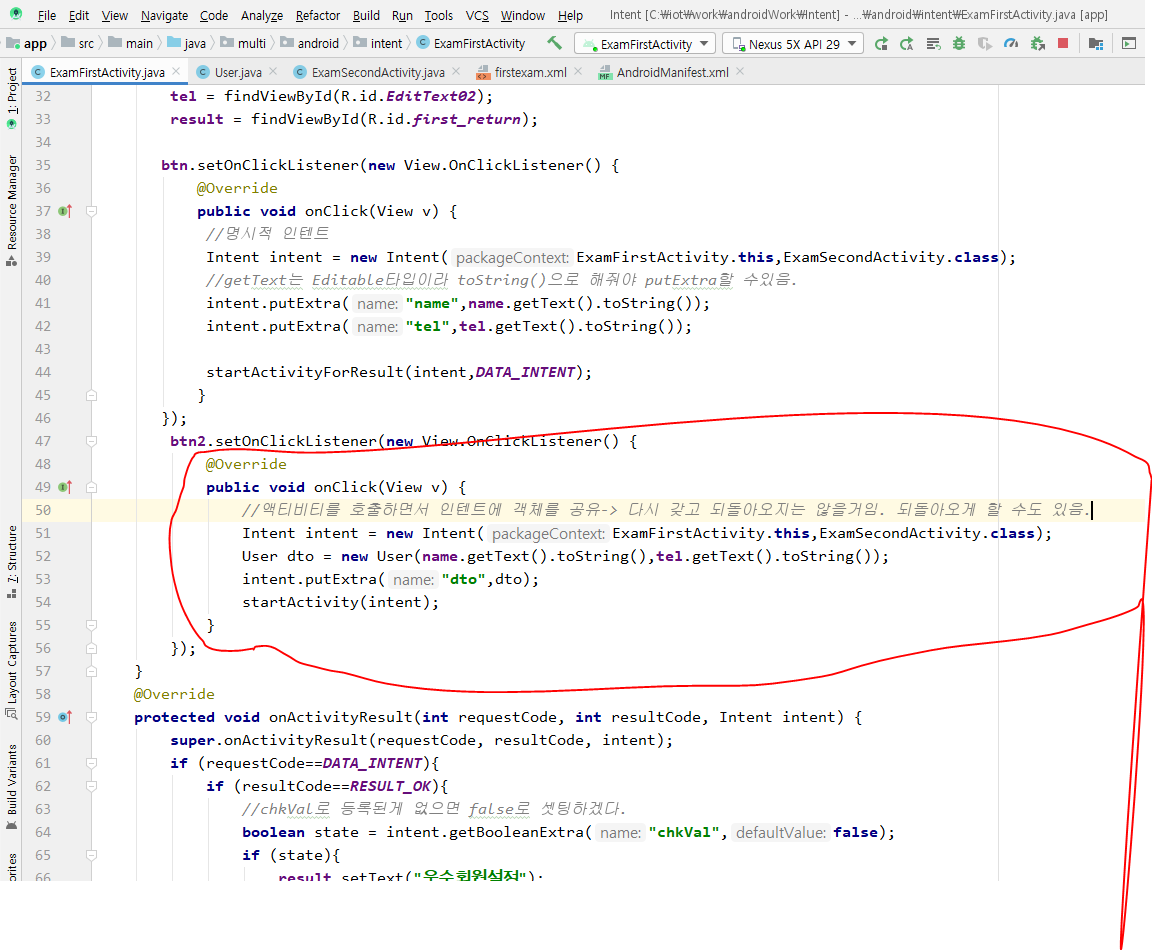 File Edit View Navigate Code Analyze Refactor Build Run Tools VCS Window Help Intent [C:₩iot₩work₩androidWork₩Intent] - ...₩android₩intent₩ExamFirstActivity.java [app]
app src main java multi android intent ExamFirstActivity ExamFirstActivity Nexus 5X API 29
ExamFirstActivity.java User.java ExamSecondActivity.java firstexam.xml AndroidManifest.xml
1: Project
Resource Manager
7: Structure
Layout Captures
Build Variants
32 tel = findViewById(R.id.EditText02);
33 result = findViewById(R.id.first_return);
34
35 btn.setOnClickListener(new View.OnClickListener() {
36 @Override
37 public void onClick(View v) {
38 //명시적 인텐트
39 Intent intent = new Intent( packageContext: ExamFirstActivity.this,ExamSecondActivity.class);
40 //getText는 Editable타입이라 toString()으로 해줘야 putExtra할 수있음.
41 intent.putExtra( name: "name",name.getText().toString());
42 intent.putExtra( name: "tel",tel.getText().toString());
43
44 startActivityForResult(intent,DATA_INTENT);
45 }
46 });
47 btn2.setOnClickListener(new View.OnClickListener() {
48 @Override
49 public void onClick(View v) {
50 //액티비티를 호출하면서 인텐트에 객체를 공유-> 다시 갖고 되돌아오지는 않을거임. 되돌아오게 할 수도 있음.
51 Intent intent = new Intent( packageContext: ExamFirstActivity.this,ExamSecondActivity.class);
52 User dto = new User(name.getText().toString(),tel.getText().toString());
53 intent.putExtra( name: "dto",dto);
54 startActivity(intent);
55 }
56 });
57 }
58 @Override
59 protected void onActivityResult(int requestCode, int resultCode, Intent intent) {
60 super.onActivityResult(requestCode, resultCode, intent);
61 if (requestCode==DATA_INTENT){
62 if (resultCode==RESULT_OK){
63 //chkVal로 등록된게 없으면 false로 셋팅하겠다.
64 boolean state = intent.getBooleanExtra( name: "chkVal", defaultValue: false);
65 if (state){
66 result.setText("우수회원설정");